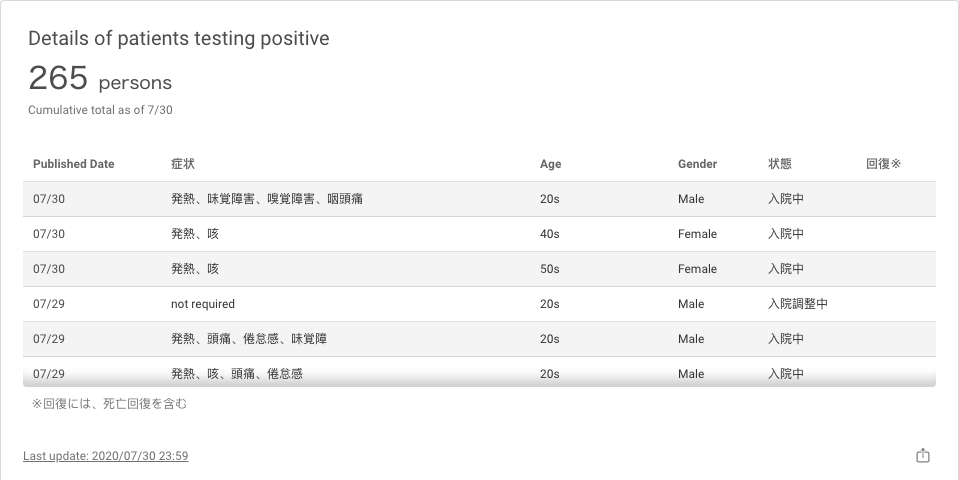 Details of patients testing positive
265 persons
Cumulative total as of 7/30
Published Date 症状 Age Gender 状態 回復※
07/30 発熱、味覚障害、嗅覚障害、咽頭痛 20s Male 入院中
07/30 発熱、咳 40s Female 入院中
07/30 発熱、咳 50s Female 入院中
07/29 not required 20s Male 入院調整中
07/29 発熱、頭痛、倦怠感、味覚障 20s Male 入院中
07/29 発熱、咳、頭痛、倦怠感 20s Male 入院中
※回復には、死亡回復を含む
Last update: 2020/07/30 23:59